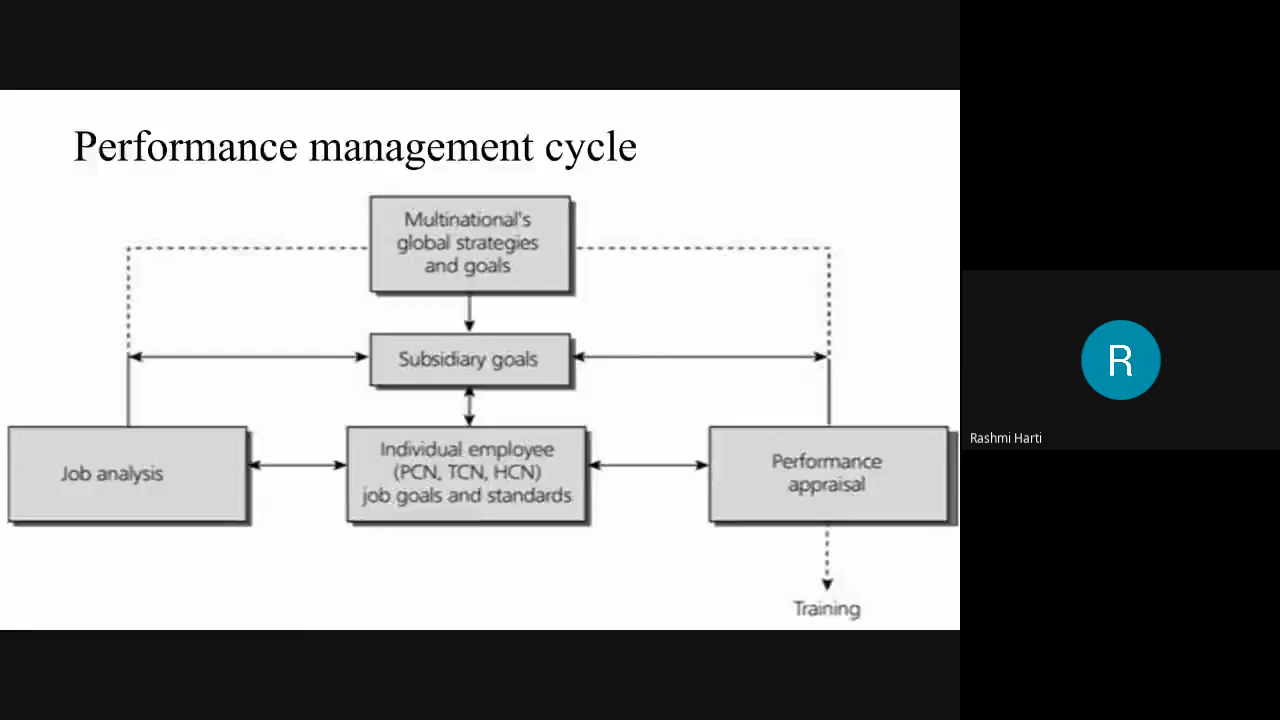 Performance management cycle
Multinational's
global strategies
and goals
Subsidiary goals
Job analysis
Individual employee
(PCN, TCN, HCN)
job goals and standards
Performance
appraisal
Training
R
Rashmi Harti